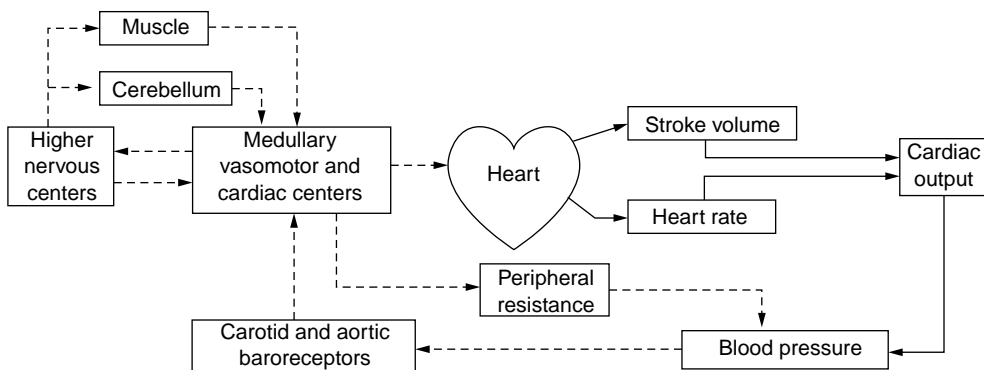 Muscle
Cerebellum
Higher
nervous
centers
Medullary
vasomotor and
cardiac centers
Heart
Stroke volume
Heart rate
Cardiac
output
Peripheral
resistance
Carotid and aortic
baroreceptors
Blood pressure